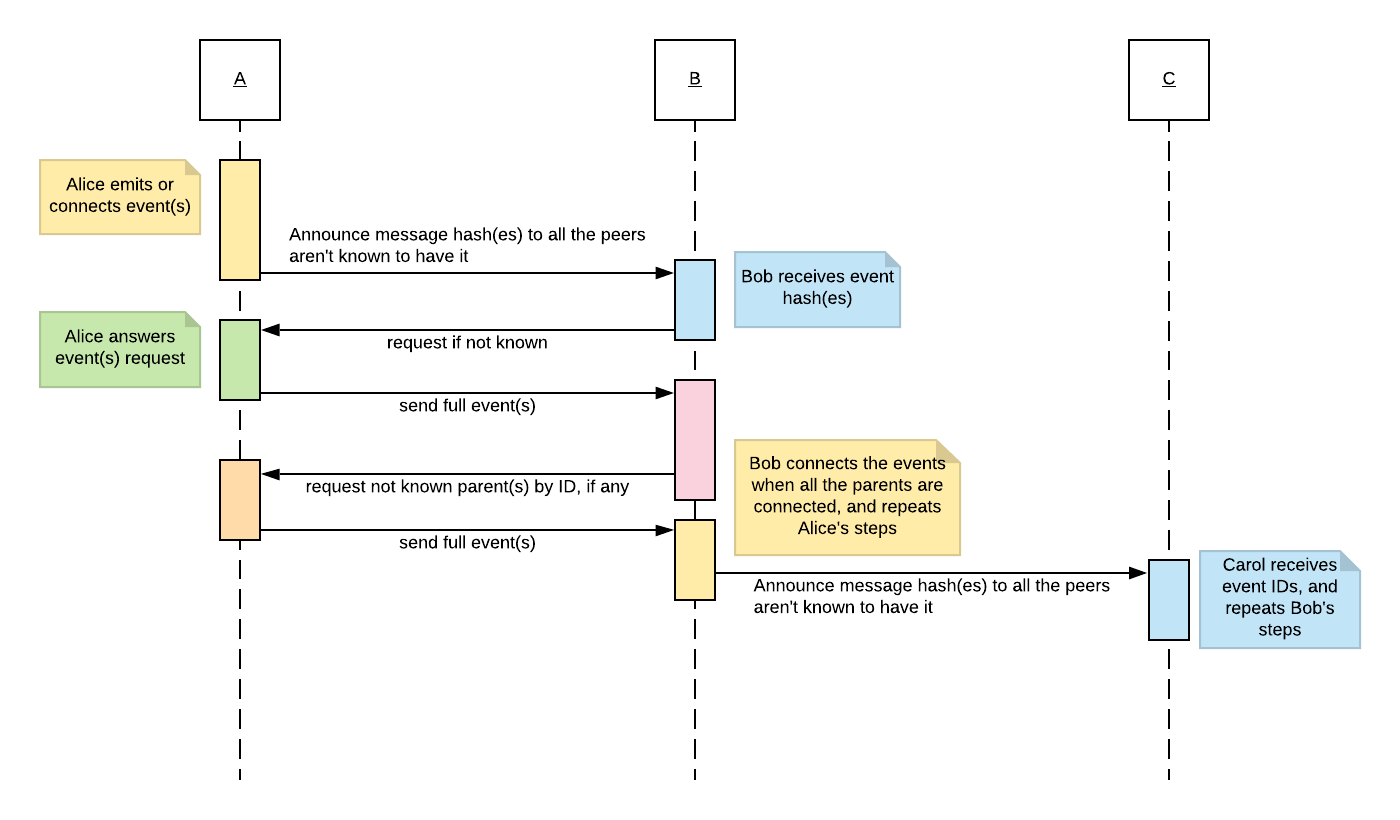 A
B
C
Alice emits or
connects event(s)
Announce message hash(es) to all the peers
aren't known to have it
Bob receives event
hash(es)
Alice answers
event(s) request
request if not known
send full event(s)
Bob connects the events
when all the parents are
connected, and repeats
Alice's steps
request not known parent(s) by ID, if any
send full event(s)
Announce message hash(es) to all the peers
aren't known to have it
Carol receives
event IDs, and
repeats Bob's
steps